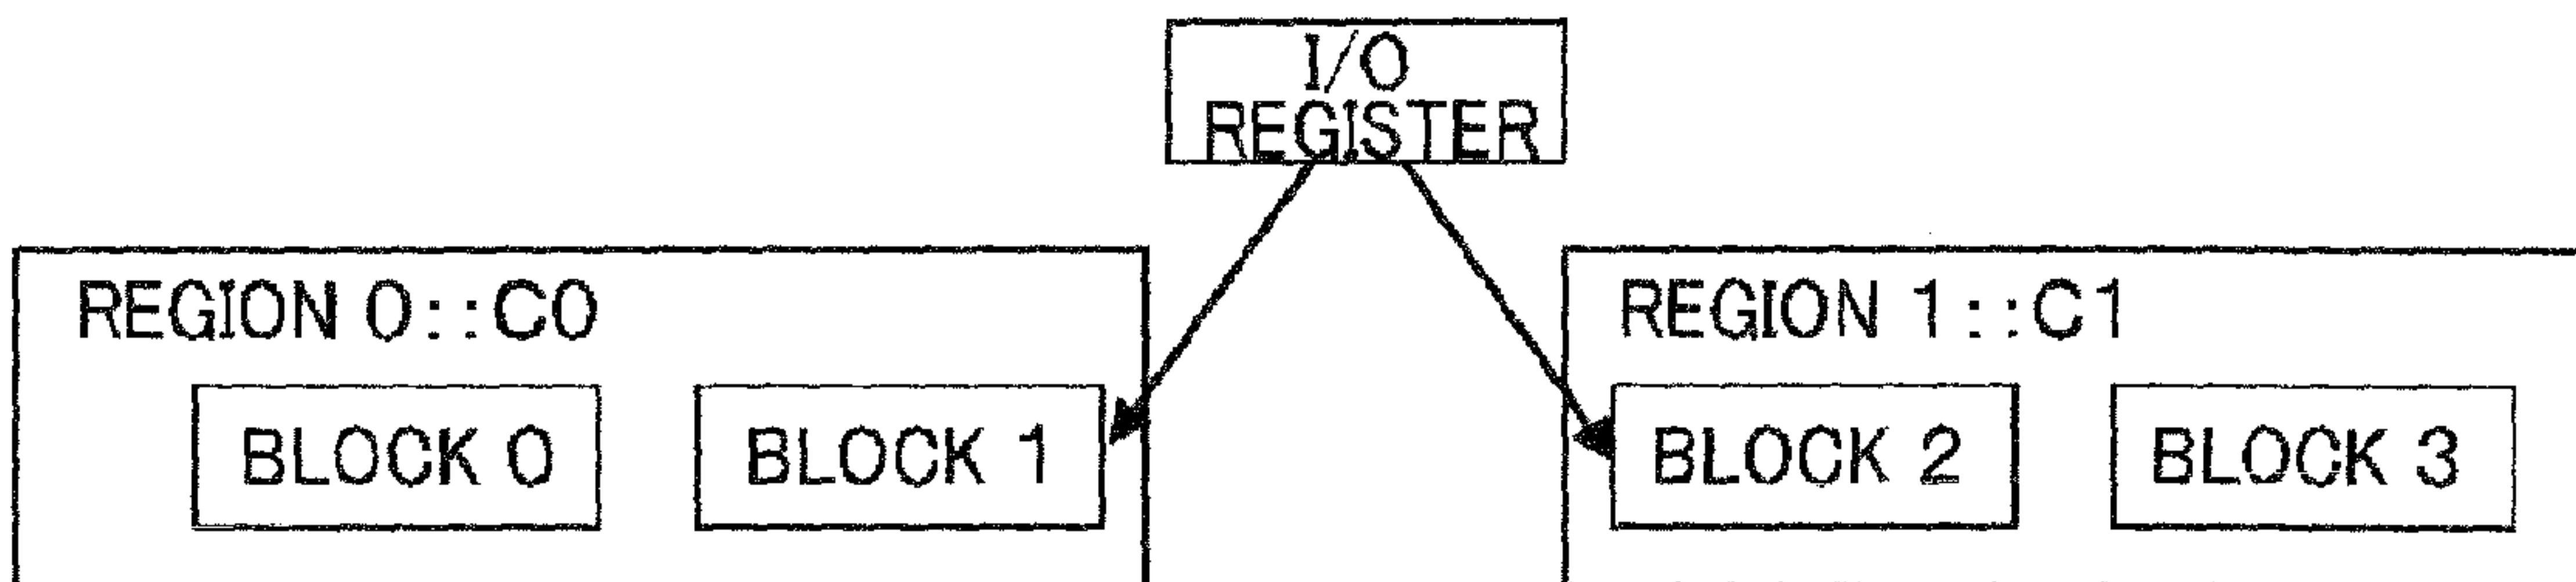 I/O
REGISTER
REGION 0::C0
REGION 1::C1
BLOCK 0
BLOCK 1
BLOCK 2
BLOCK 3